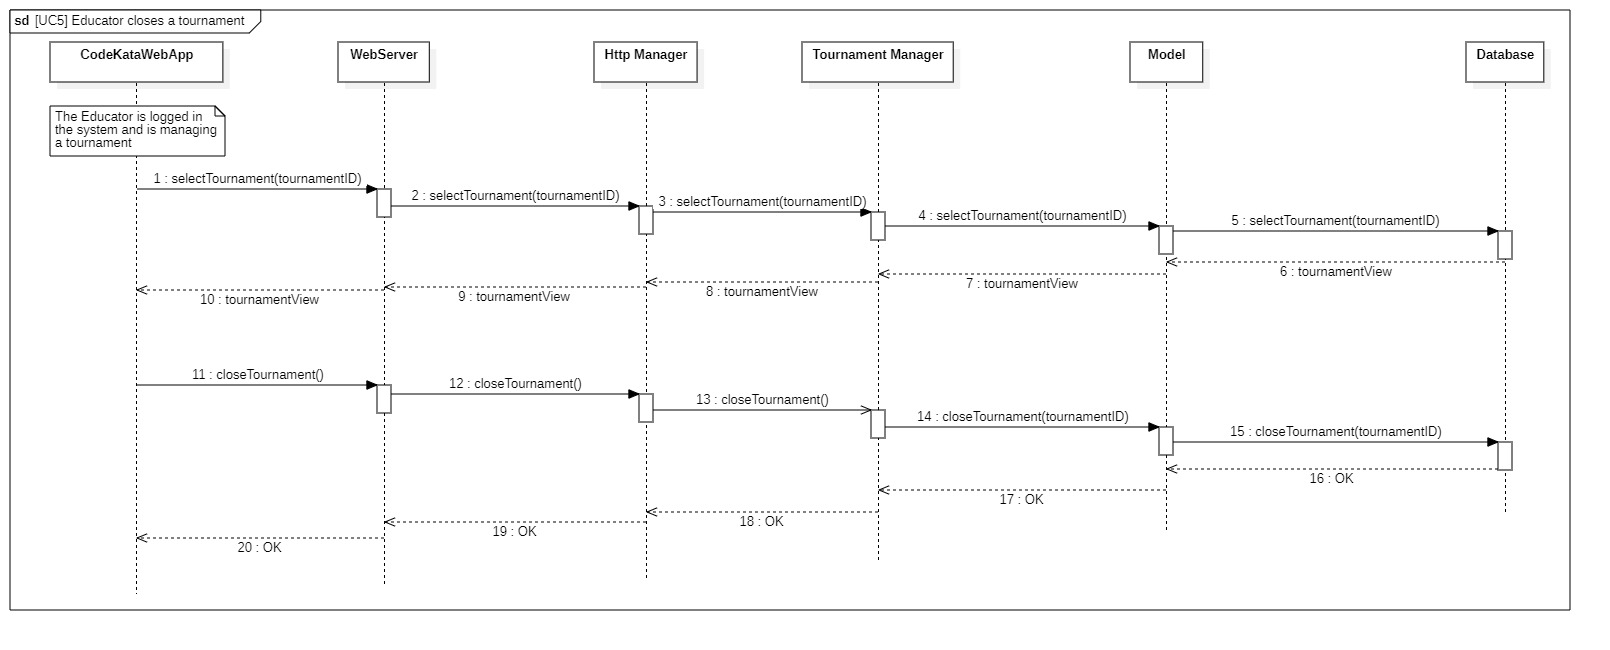 sd [UC5] Educator closes a tournament
CodeKataWebApp
WebServer
Http Manager
Tournament Manager
Model
Database
The Educator is logged in
the system and is managing
a tournament
1 : selectTournament(tournamentID)
2 : selectTournament(tournamentID)
3 : selectTournament(tournamentID)
4 : selectTournament(tournamentID)
5 : selectTournament(tournamentID)
6 : tournamentView
7 : tournamentView
8 : tournamentView
9 : tournamentView
10 : tournamentView
11 : closeTournament()
12 : closeTournament()
13 : closeTournament()
14 : closeTournament(tournamentID)
15 : closeTournament(tournamentID)
16 : OK
17 : OK
18 : OK
19 : OK
20 : OK